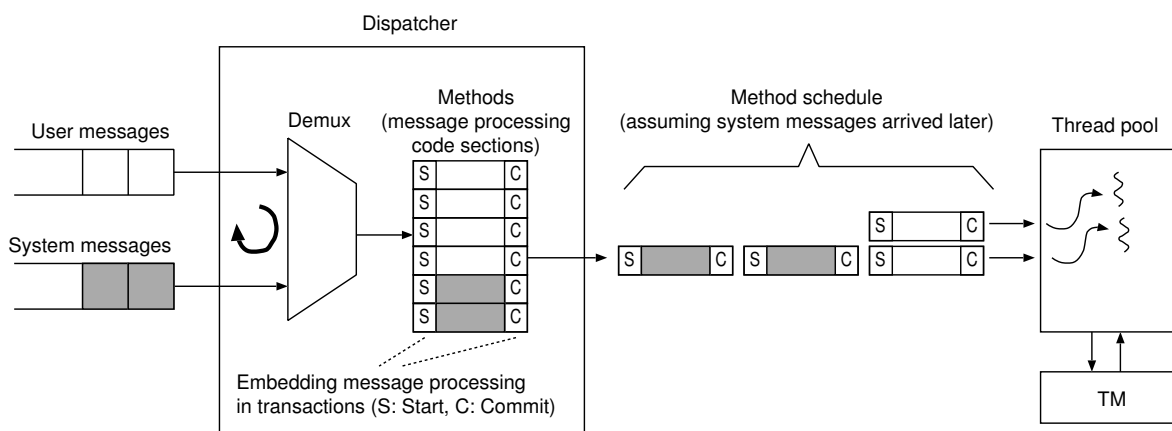 Dispatcher
User messages
System messages
Demux
Methods
(message processing
code sections)
S C
S C
S C
S C
S C
S C
Embedding message processing
in transactions (S: Start, C: Commit)
Method schedule
(assuming system messages arrived later)
S C
S C S C S C
Thread pool
TM